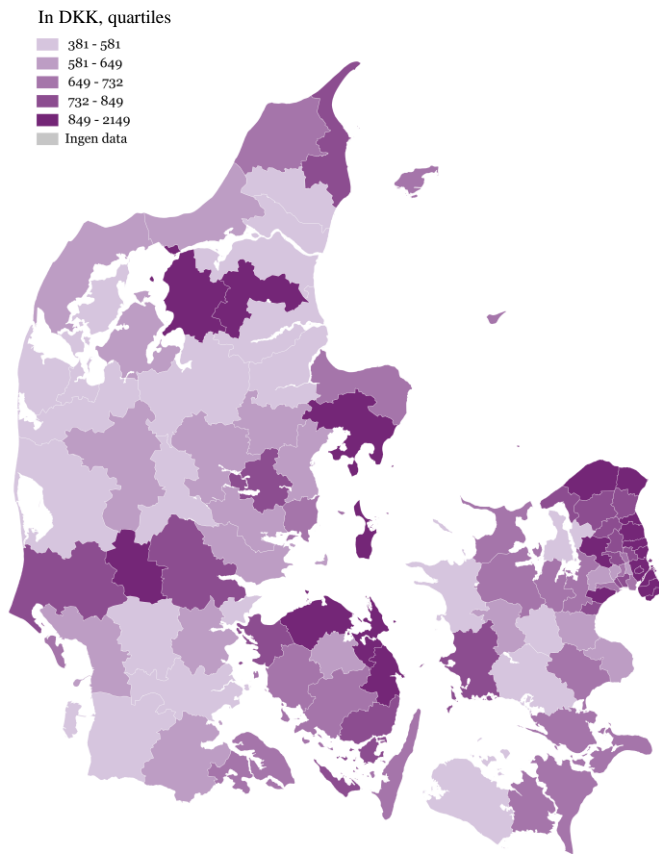 In DKK, quartiles
381 - 581
581 - 649
649 - 732
732 - 849
849 - 2149
Ingen data